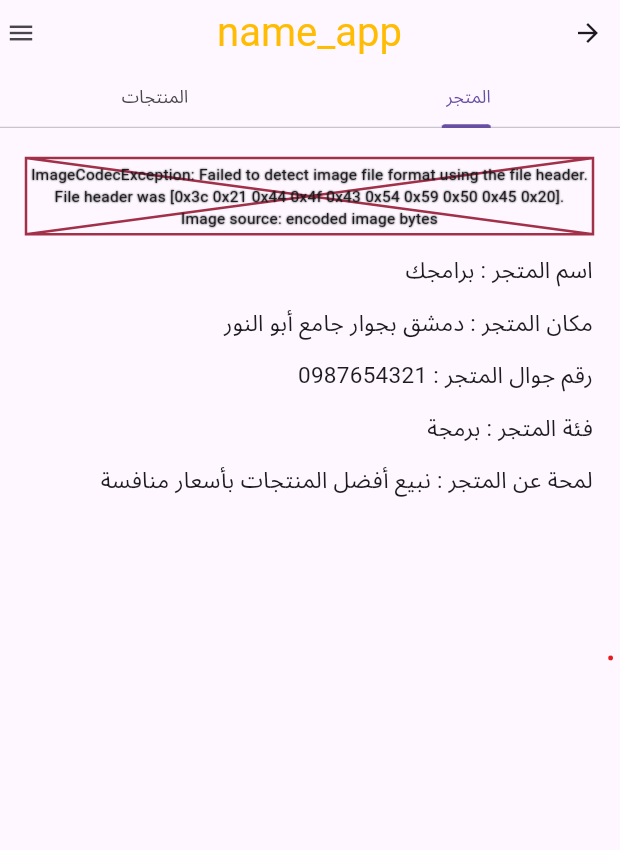 name_app
المتجر
المنتجات
ImageCodecException: Failed to detect image file format using the file header.
File header was [0x3c 0x21 0x44 0x4f 0x43 0x54 0x59 0x50 0x45 0x20].
Image source: encoded image bytes
اسم المتجر : برامجك
مكان المتجر : دمشق بجوار جامع أبو النور
رقم جوال المتجر : 0987654321
فئة المتجر : برمجة
لمحة عن المتجر : نبيع أفضل المنتجات بأسعار منافسة